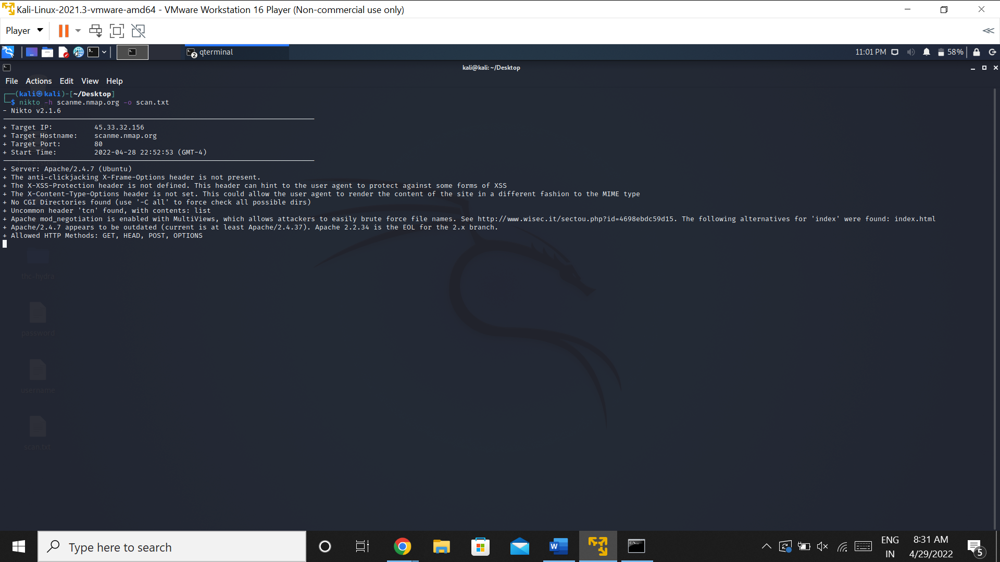 Kali-Linux-2021.3-vmware-amd64 - VMware Workstation 16 Player (Non-commercial use only)
Player
qterminal
2
11:01 PM
58%
kali@kali: ~/Desktop
File Actions Edit View Help
┌──(kali㉿kali)-[~/Desktop]
└─$ nikto -h scanme.nmap.org -o scan.txt
- Nikto v2.1.6
+ Target IP: 45.33.32.156
+ Target Hostname: scanme.nmap.org
+ Target Port: 80
+ Start Time: 2022-04-28 22:52:53 (GMT-4)
+ Server: Apache/2.4.7 (Ubuntu)
+ The anti-clickjacking X-Frame-Options header is not present.
+ The X-XSS-Protection header is not defined. This header can hint to the user agent to protect against some forms of XSS
+ The X-Content-Type-Options header is not set. This could allow the user agent to render the content of the site in a different fashion to the MIME type
+ No CGI Directories found (use '-C all' to force check all possible dirs)
+ Uncommon header 'tcn' found, with contents: list
+ Apache mod_negotiation is enabled with MultiViews, which allows attackers to easily brute force file names. See http://www.wisec.it/sectou.php?id=4698ebdc59d15. The following alternatives for 'index' were found: index.html
+ Apache/2.4.7 appears to be outdated (current is at least Apache/2.4.37). Apache 2.2.34 is the EOL for the 2.x branch.
+ Allowed HTTP Methods: GET, HEAD, POST, OPTIONS
thc-hydra
password
username
scan.txt
Type here to search
ENG
IN
8:31 AM
4/29/2022
5